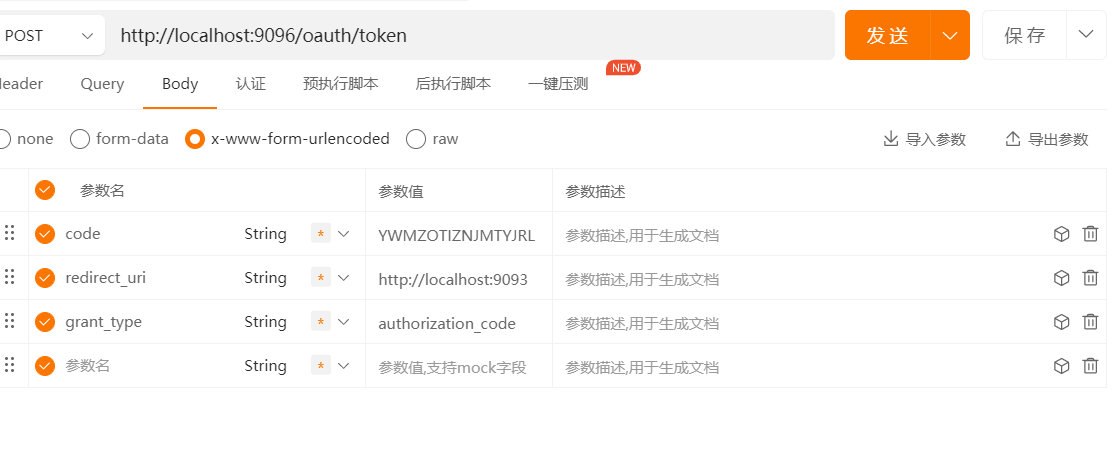 POST http://localhost:9096/oauth/token 发送 保存
Header Query Body 认证 预执行脚本 后执行脚本 一键压测 NEW
none form-data x-www-form-urlencoded raw 导入参数 导出参数
参数名 参数值 参数描述
code String * YWMZOTIZNJMTYJRL 参数描述,用于生成文档
redirect_uri String * http://localhost:9093 参数描述,用于生成文档
grant_type String * authorization_code 参数描述,用于生成文档
参数名 String * 参数值,支持mock字段 参数描述,用于生成文档